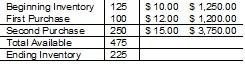 Beginning Inventory 125 $ 10.00 $ 1,250.00
First Purchase 100 $ 12.00 $ 1,200.00
Second Purchase 250 $ 15.00 $ 3,750.00
Total Available 475
Ending Inventory 225